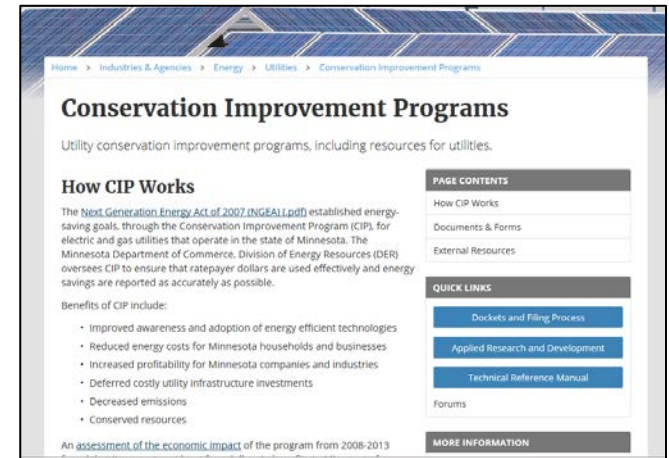 Home > Industries & Agencies > Energy > Utilities > Conservation Improvement Programs
Conservation Improvement Programs
Utility conservation improvement programs, including resources for utilities.
How CIP Works
The Next Generation Energy Act of 2007 (NGEA) (.pdf) established energy-
saving goals, through the Conservation Improvement Program (CIP), for
electric and gas utilities that operate in the state of Minnesota. The
Minnesota Department of Commerce, Division of Energy Resources (DER)
oversees CIP to ensure that ratepayer dollars are used effectively and energy
savings are reported as accurately as possible.
Benefits of CIP include:
• Improved awareness and adoption of energy efficient technologies
• Reduced energy costs for Minnesota households and businesses
• Increased profitability for Minnesota companies and industries
• Deferred costly utility infrastructure investments
• Decreased emissions
• Conserved resources
An assessment of the economic impact of the program from 2008-2013
PAGE CONTENTS
How CIP Works
Documents & Forms
External Resources
QUICK LINKS
Dockets and Filing Process
Applied Research and Development
Technical Reference Manual
Forums
MORE INFORMATION